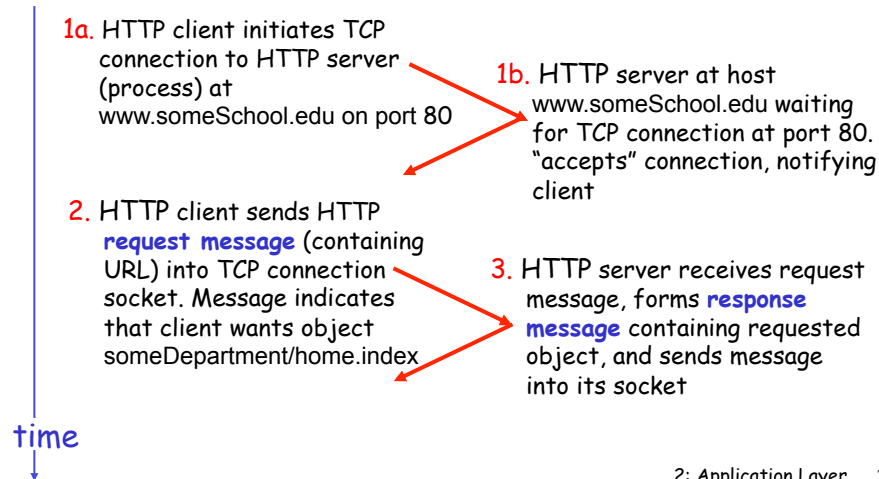 1a. HTTP client initiates TCP
connection to HTTP server
(process) at
www.someSchool.edu on port 80
1b. HTTP server at host
www.someSchool.edu waiting
for TCP connection at port 80.
“accepts” connection, notifying
client
2. HTTP client sends HTTP
request message (containing
URL) into TCP connection
socket. Message indicates
that client wants object
someDepartment/home.index
3. HTTP server receives request
message, forms response
message containing requested
object, and sends message
into its socket
time
2: Application Layer